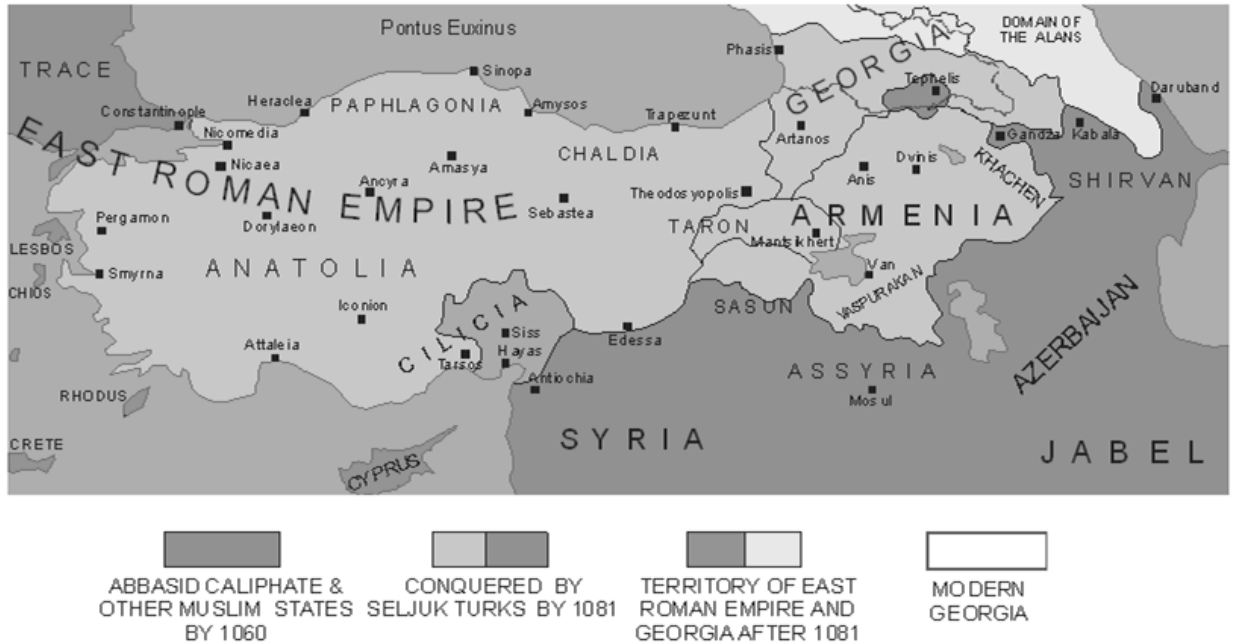 Pontus Euxinus
DOMAIN OF
THE ALANS
TRACE
Phasis
GEORGIA
Sinopa
Tephelis
Daruband
Constantinople
Heraclea
PAPHLAGONIA
Amysos
Trapezunt
Artanos
Gandza
Kabala
Nicomedia
EAST ROMAN EMPIRE
Nicaea
Amasya
CHALDIA
Anis
Dvinis
KHACHEN
SHIRVAN
Ancyra
Theodosyopolis
Pergamon
Dorylaeon
Sebastea
TARON
ARMENIA
Mantsikhert
LESBOS
Smyrna
ANATOLIA
Van
CHIOS
VASPURAKAN
Iconion
CILICIA
Siss
SASUN
AZERBAIJAN
Attaleia
Hayas
Edessa
Tarsos
Antiochia
ASSYRIA
RHODUS
Mosul
CRETE
CYPRUS
SYRIA
JABEL
ABBASID CALIPHATE &
OTHER MUSLIM STATES
BY 1060
CONQUERED BY
SELJUK TURKS BY 1081
TERRITORY OF EAST
ROMAN EMPIRE AND
GEORGIA AFTER 1081
MODERN
GEORGIA